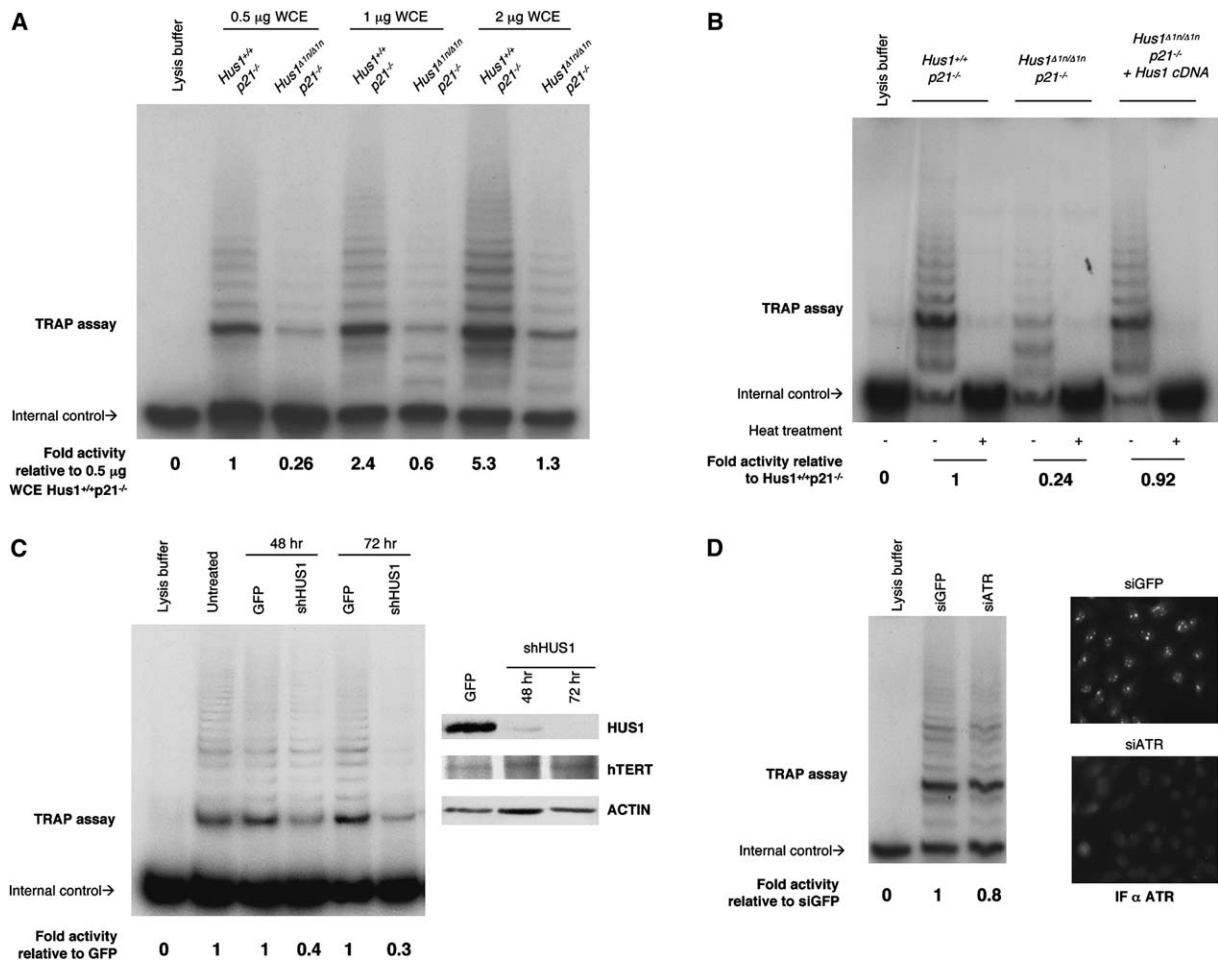 A
0.5 µg WCE 1 µg WCE 2 µg WCE
Lysis buffer
Hus1+/+ p21-/-
Hus1Δ1n/Δ1n p21-/-
Hus1+/+ p21-/-
Hus1Δ1n/Δ1n p21-/-
Hus1+/+ p21-/-
Hus1Δ1n/Δ1n p21-/-
TRAP assay
Internal control→
Fold activity
relative to 0.5 µg
WCE Hus1+/+p21-/-
0 1 0.26 2.4 0.6 5.3 1.3
B
Lysis buffer
Hus1+/+
p21-/-
Hus1Δ1n/Δ1n
p21-/-
Hus1Δ1n/Δ1n
p21-/-
+ Hus1 cDNA
TRAP assay
Internal control→
Heat treatment - - + - + - +
Fold activity relative
to Hus1+/+p21-/-
0 1 0.24 0.92
C
48 hr 72 hr
Lysis buffer
Untreated
GFP
shHUS1
GFP
shHUS1
TRAP assay
Internal control→
Fold activity
relative to GFP
0 1 1 0.4 1 0.3
shHUS1
GFP
48 hr
72 hr
HUS1
hTERT
ACTIN
D
Lysis buffer
siGFP
siATR
TRAP assay
Internal control→
Fold activity
relative to siGFP
0 1 0.8
siGFP
siATR
IF α ATR